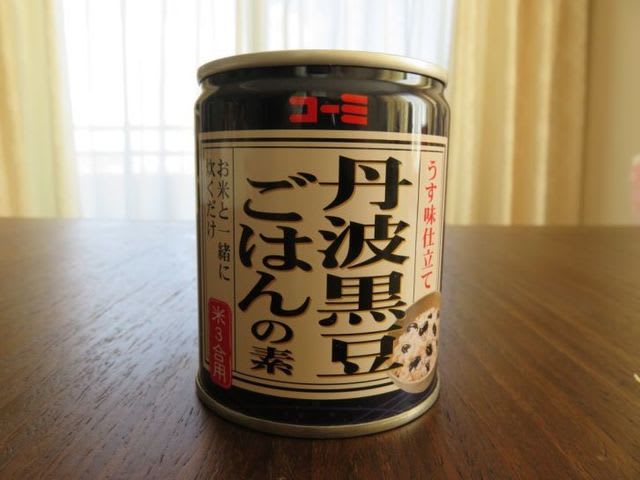 コーミ
うす味仕立て
丹波黒豆
ごはんの素
お米と一緒に
炊くだけ
米3合用